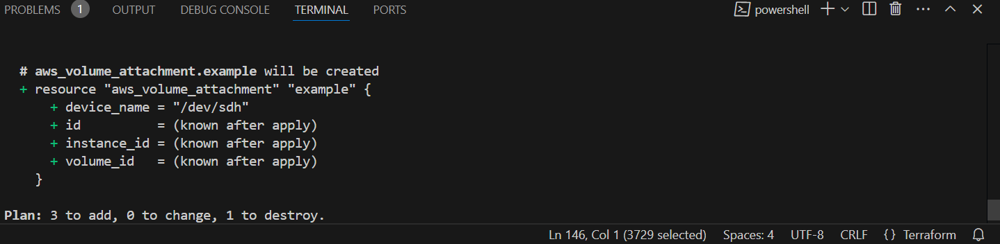 PROBLEMS 1 OUTPUT DEBUG CONSOLE TERMINAL PORTS powershell
# aws_volume_attachment.example will be created
+ resource "aws_volume_attachment" "example" {
+ device_name = "/dev/sdh"
+ id = (known after apply)
+ instance_id = (known after apply)
+ volume_id = (known after apply)
}
Plan: 3 to add, 0 to change, 1 to destroy.
Ln 146, Col 1 (3729 selected) Spaces: 4 UTF-8 CRLF {} Terraform